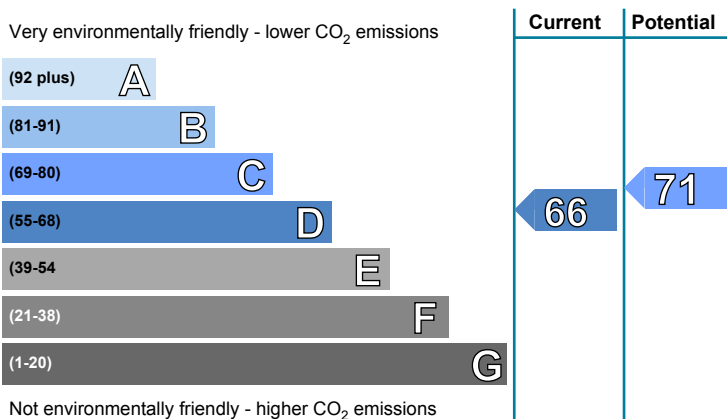 Current Potential
Very environmentally friendly - lower CO2 emissions
(92 plus) A
(81-91) B
(69-80) C
(55-68) D
(39-54 E
(21-38) F
(1-20) G
66
71
Not environmentally friendly - higher CO2 emissions